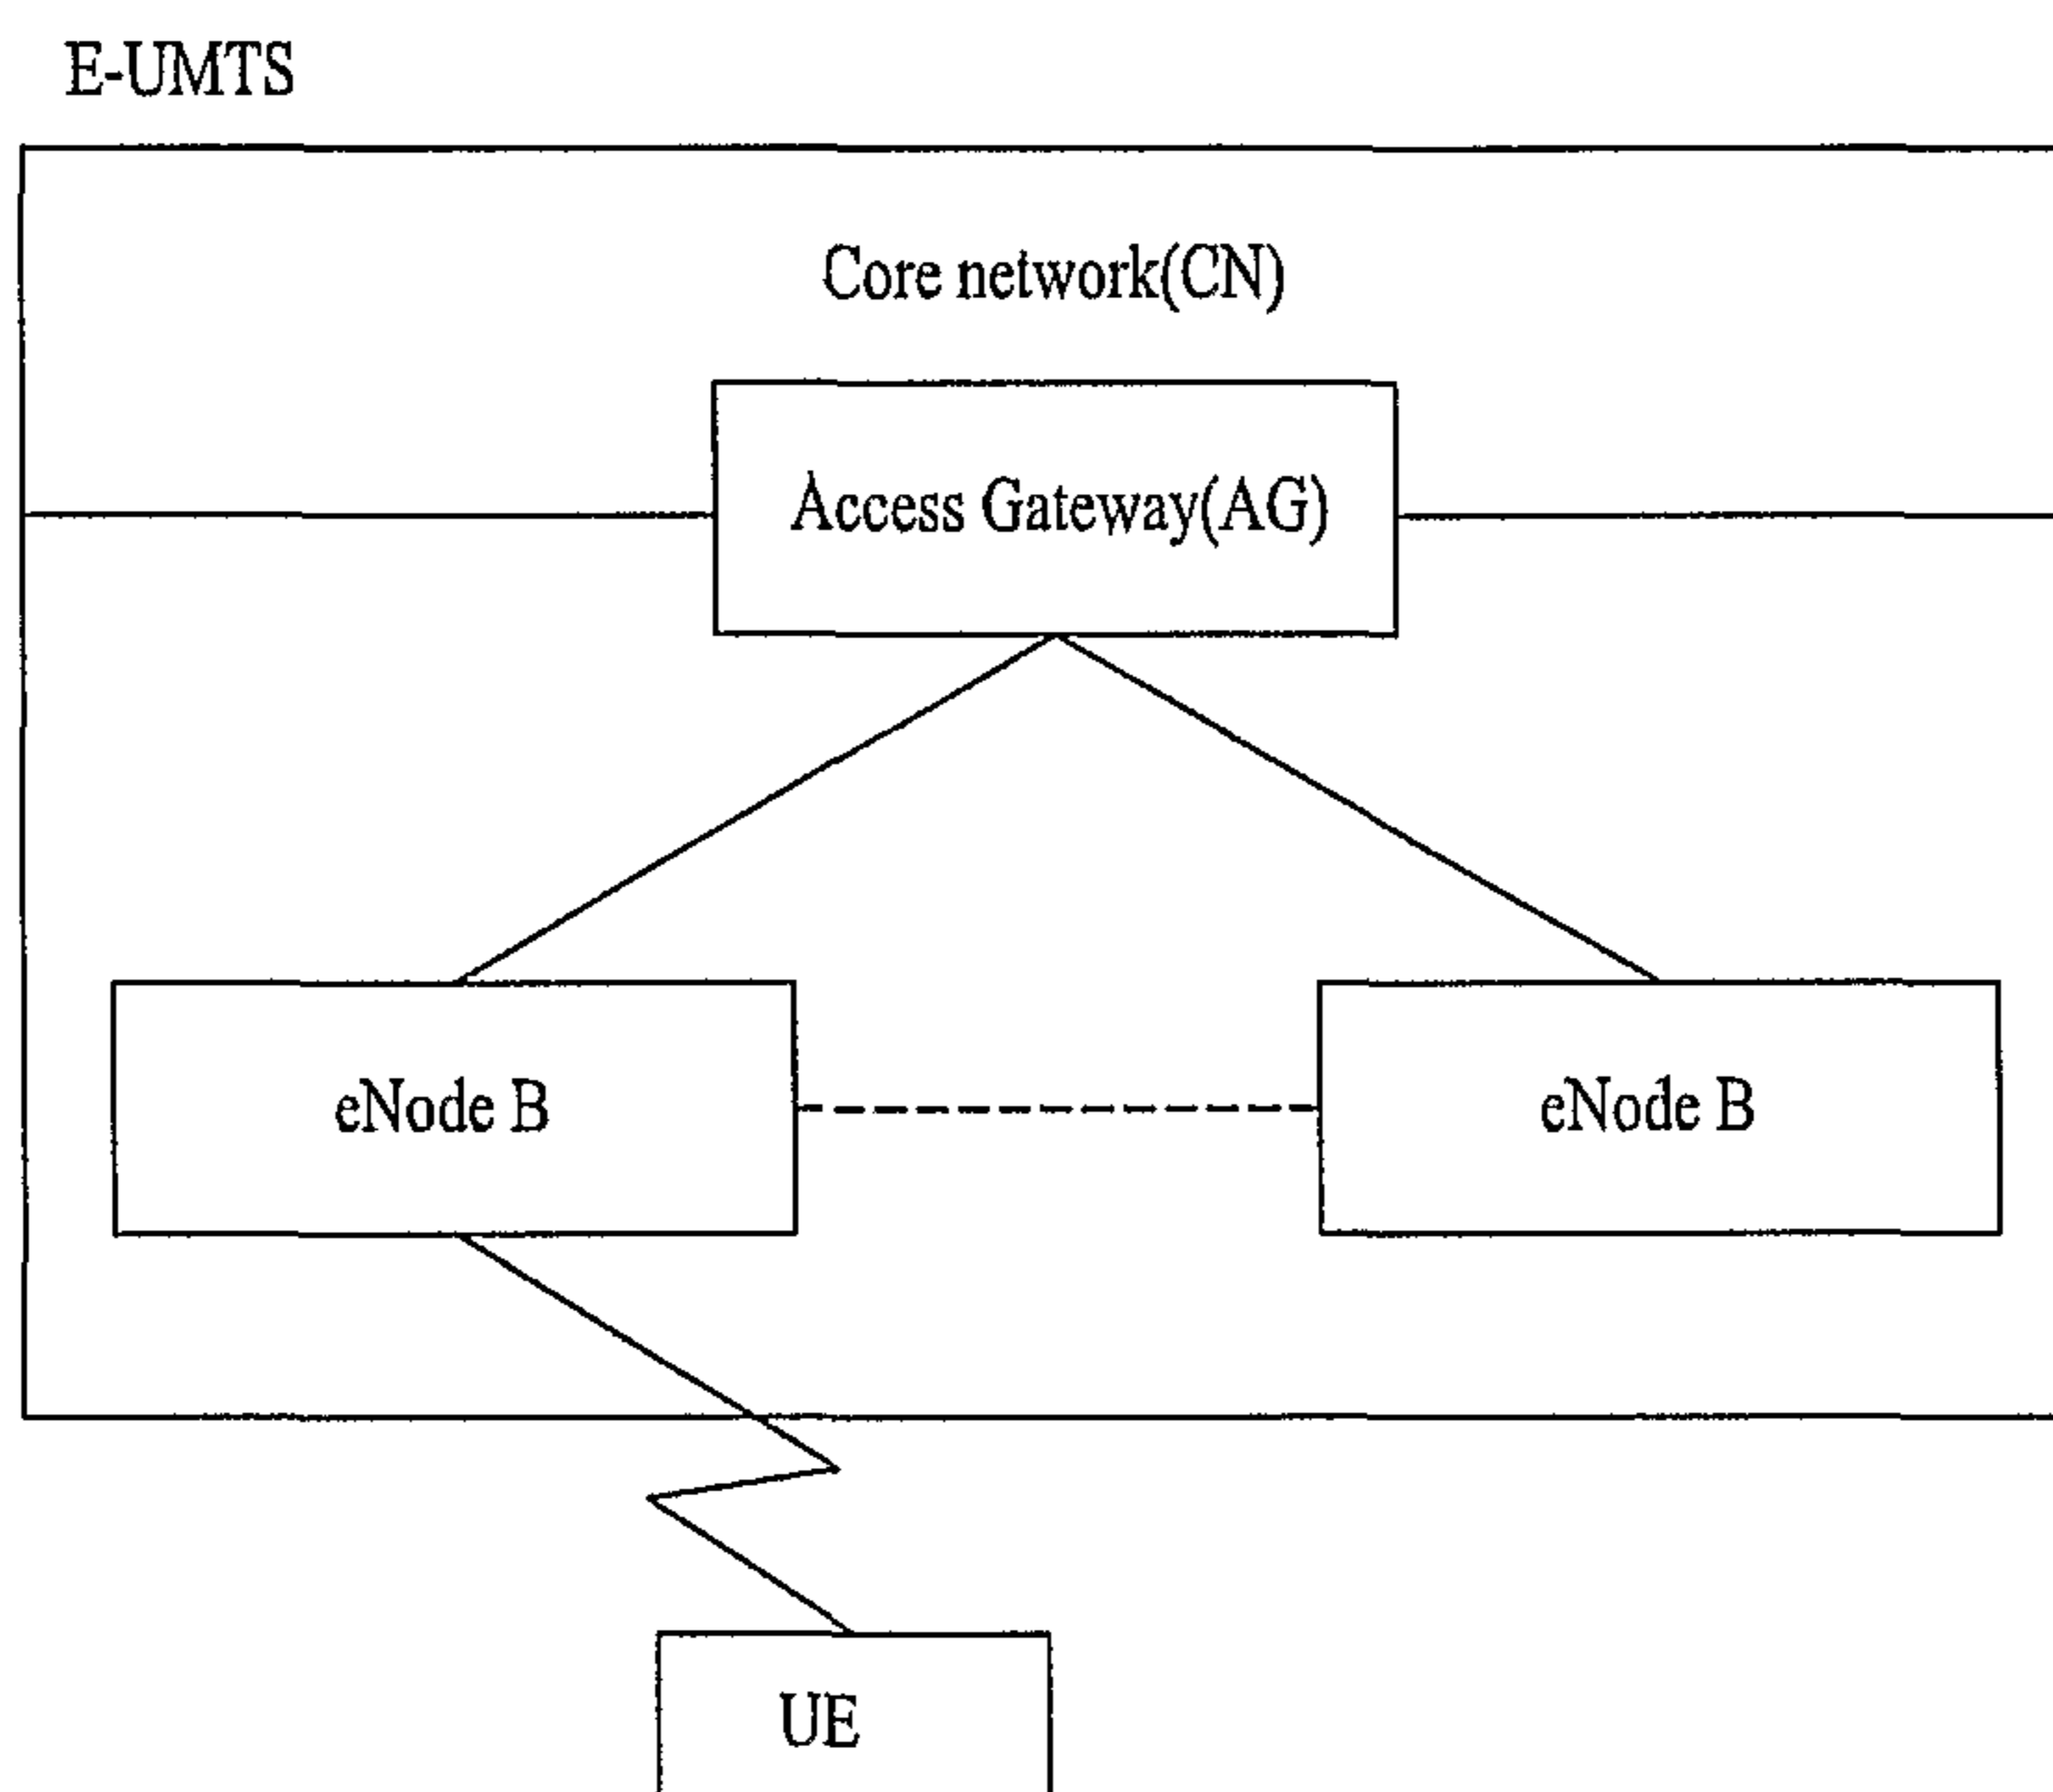 E-UMTS
Core network(CN)
Access Gateway(AG)
eNode B
eNode B
UE